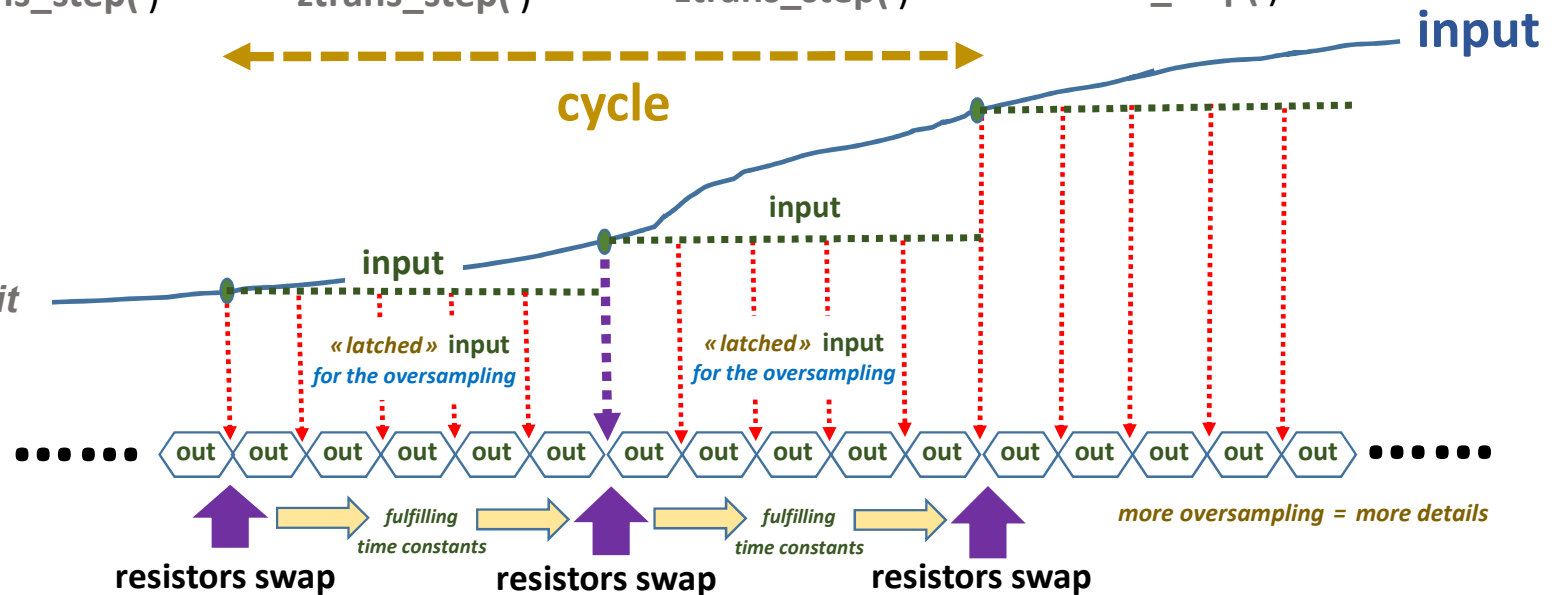 ztrans_step( )
input
cycle
input
input
it
« latched » input
for the oversampling
« latched » input
for the oversampling
out out out out out out out out out out out out out out out out
fulfilling
time constants
fulfilling
time constants
more oversampling = more details
resistors swap
resistors swap
resistors swap